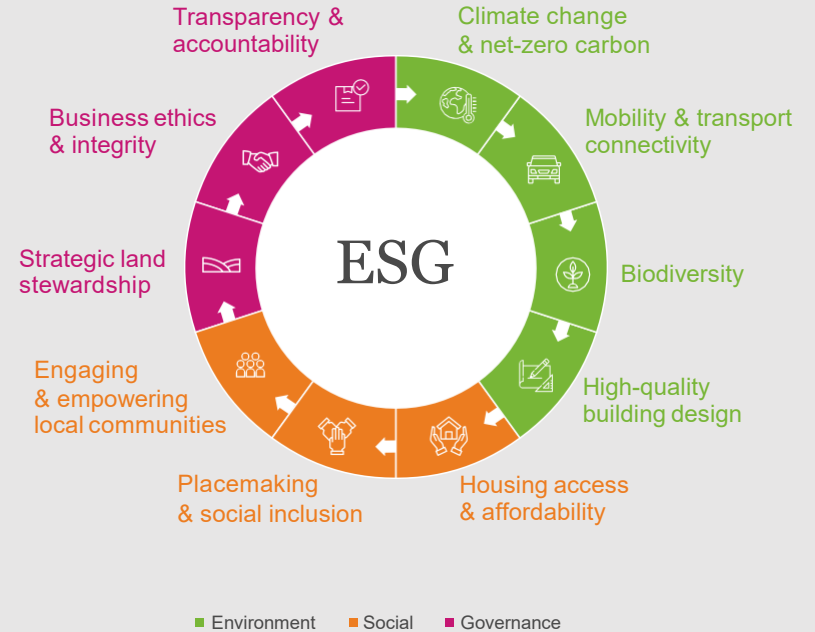 Transparency &
accountability
Climate change
& net-zero carbon
Business ethics
& integrity
Mobility & transport
connectivity
ESG
Strategic land
stewardship
Biodiversity
Engaging
& empowering
local communities
High-quality
building design
Placemaking
& social inclusion
Housing access
& affordability
Environment
Social
Governance